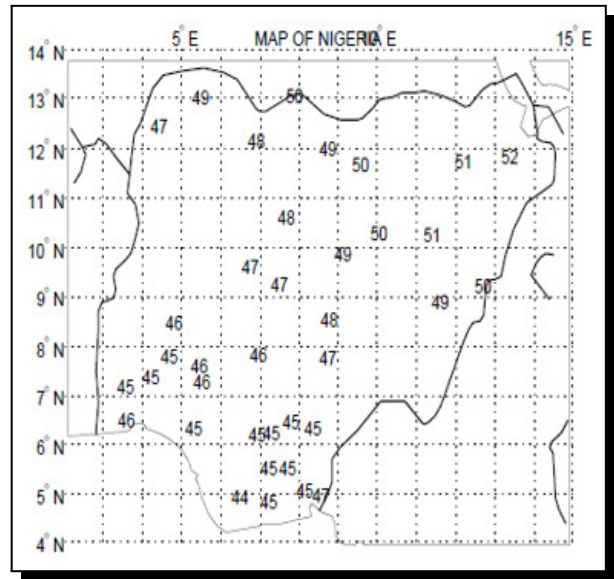 5° E MAP OF NIGERIA 10° E 15° E
14° N
13° N 49 50
47
12° N 48 49 50 51 52
11° N
48
10° N 50 51
49
47
47 50
9° N 49
46 48
8° N
45 48 47
46
45 46
45
7° N
46 45
45 45 45 45
6° N
45 45
45 47
5° N 44 45
4° N